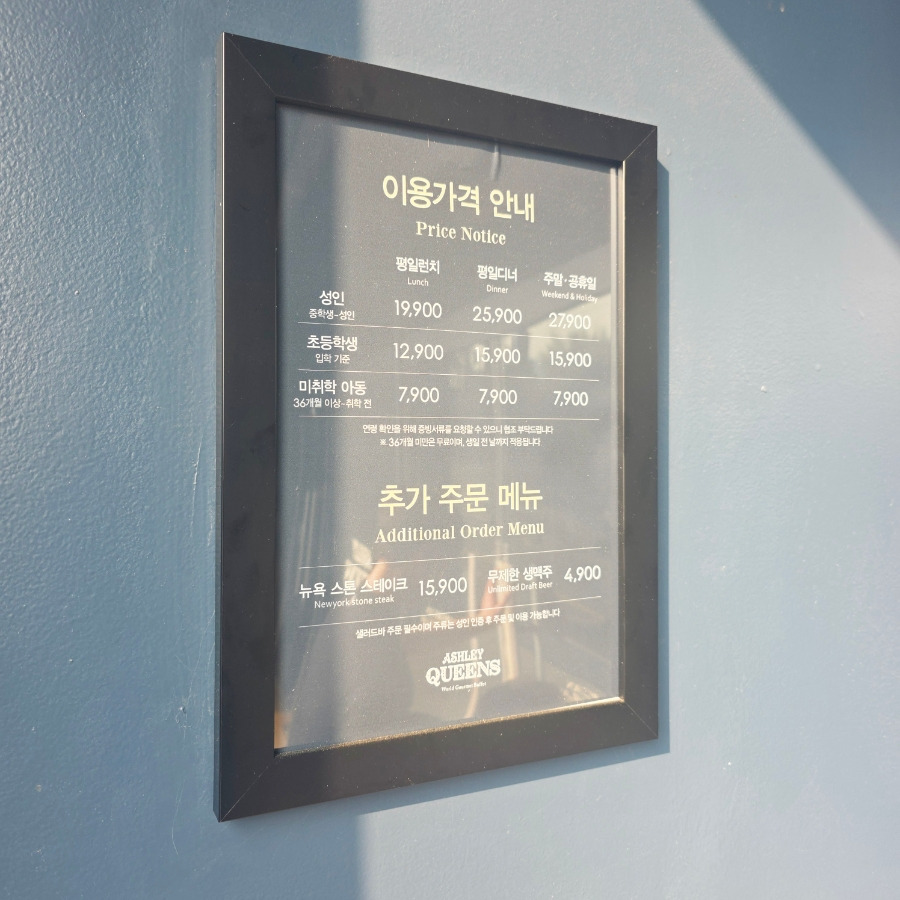 이용가격 안내
Price Notice
평일런치 평일디너 주말·공휴일
Lunch Dinner Weekend & Holiday
성인 19,900 25,900 27,900
중학생~성인
초등학생 12,900 15,900 15,900
입학 기준
미취학 아동 7,900 7,900 7,900
36개월 이상~취학 전
연령 확인을 위해 증빙서류를 요청할 수 있으니 협조 부탁드립니다
※ 36개월 미만은 무료이며, 생일 전 날까지 적용됩니다
추가 주문 메뉴
Additional Order Menu
뉴욕 스톤 스테이크 15,900 무제한 생맥주 4,900
Newyork stone steak Unlimited Draft Beer
샐러드바 주문 필수이며 주류는 성인 인증 후 주문 및 이용 가능합니다
ASHLEY
QUEENS
World Gourmet Buffet